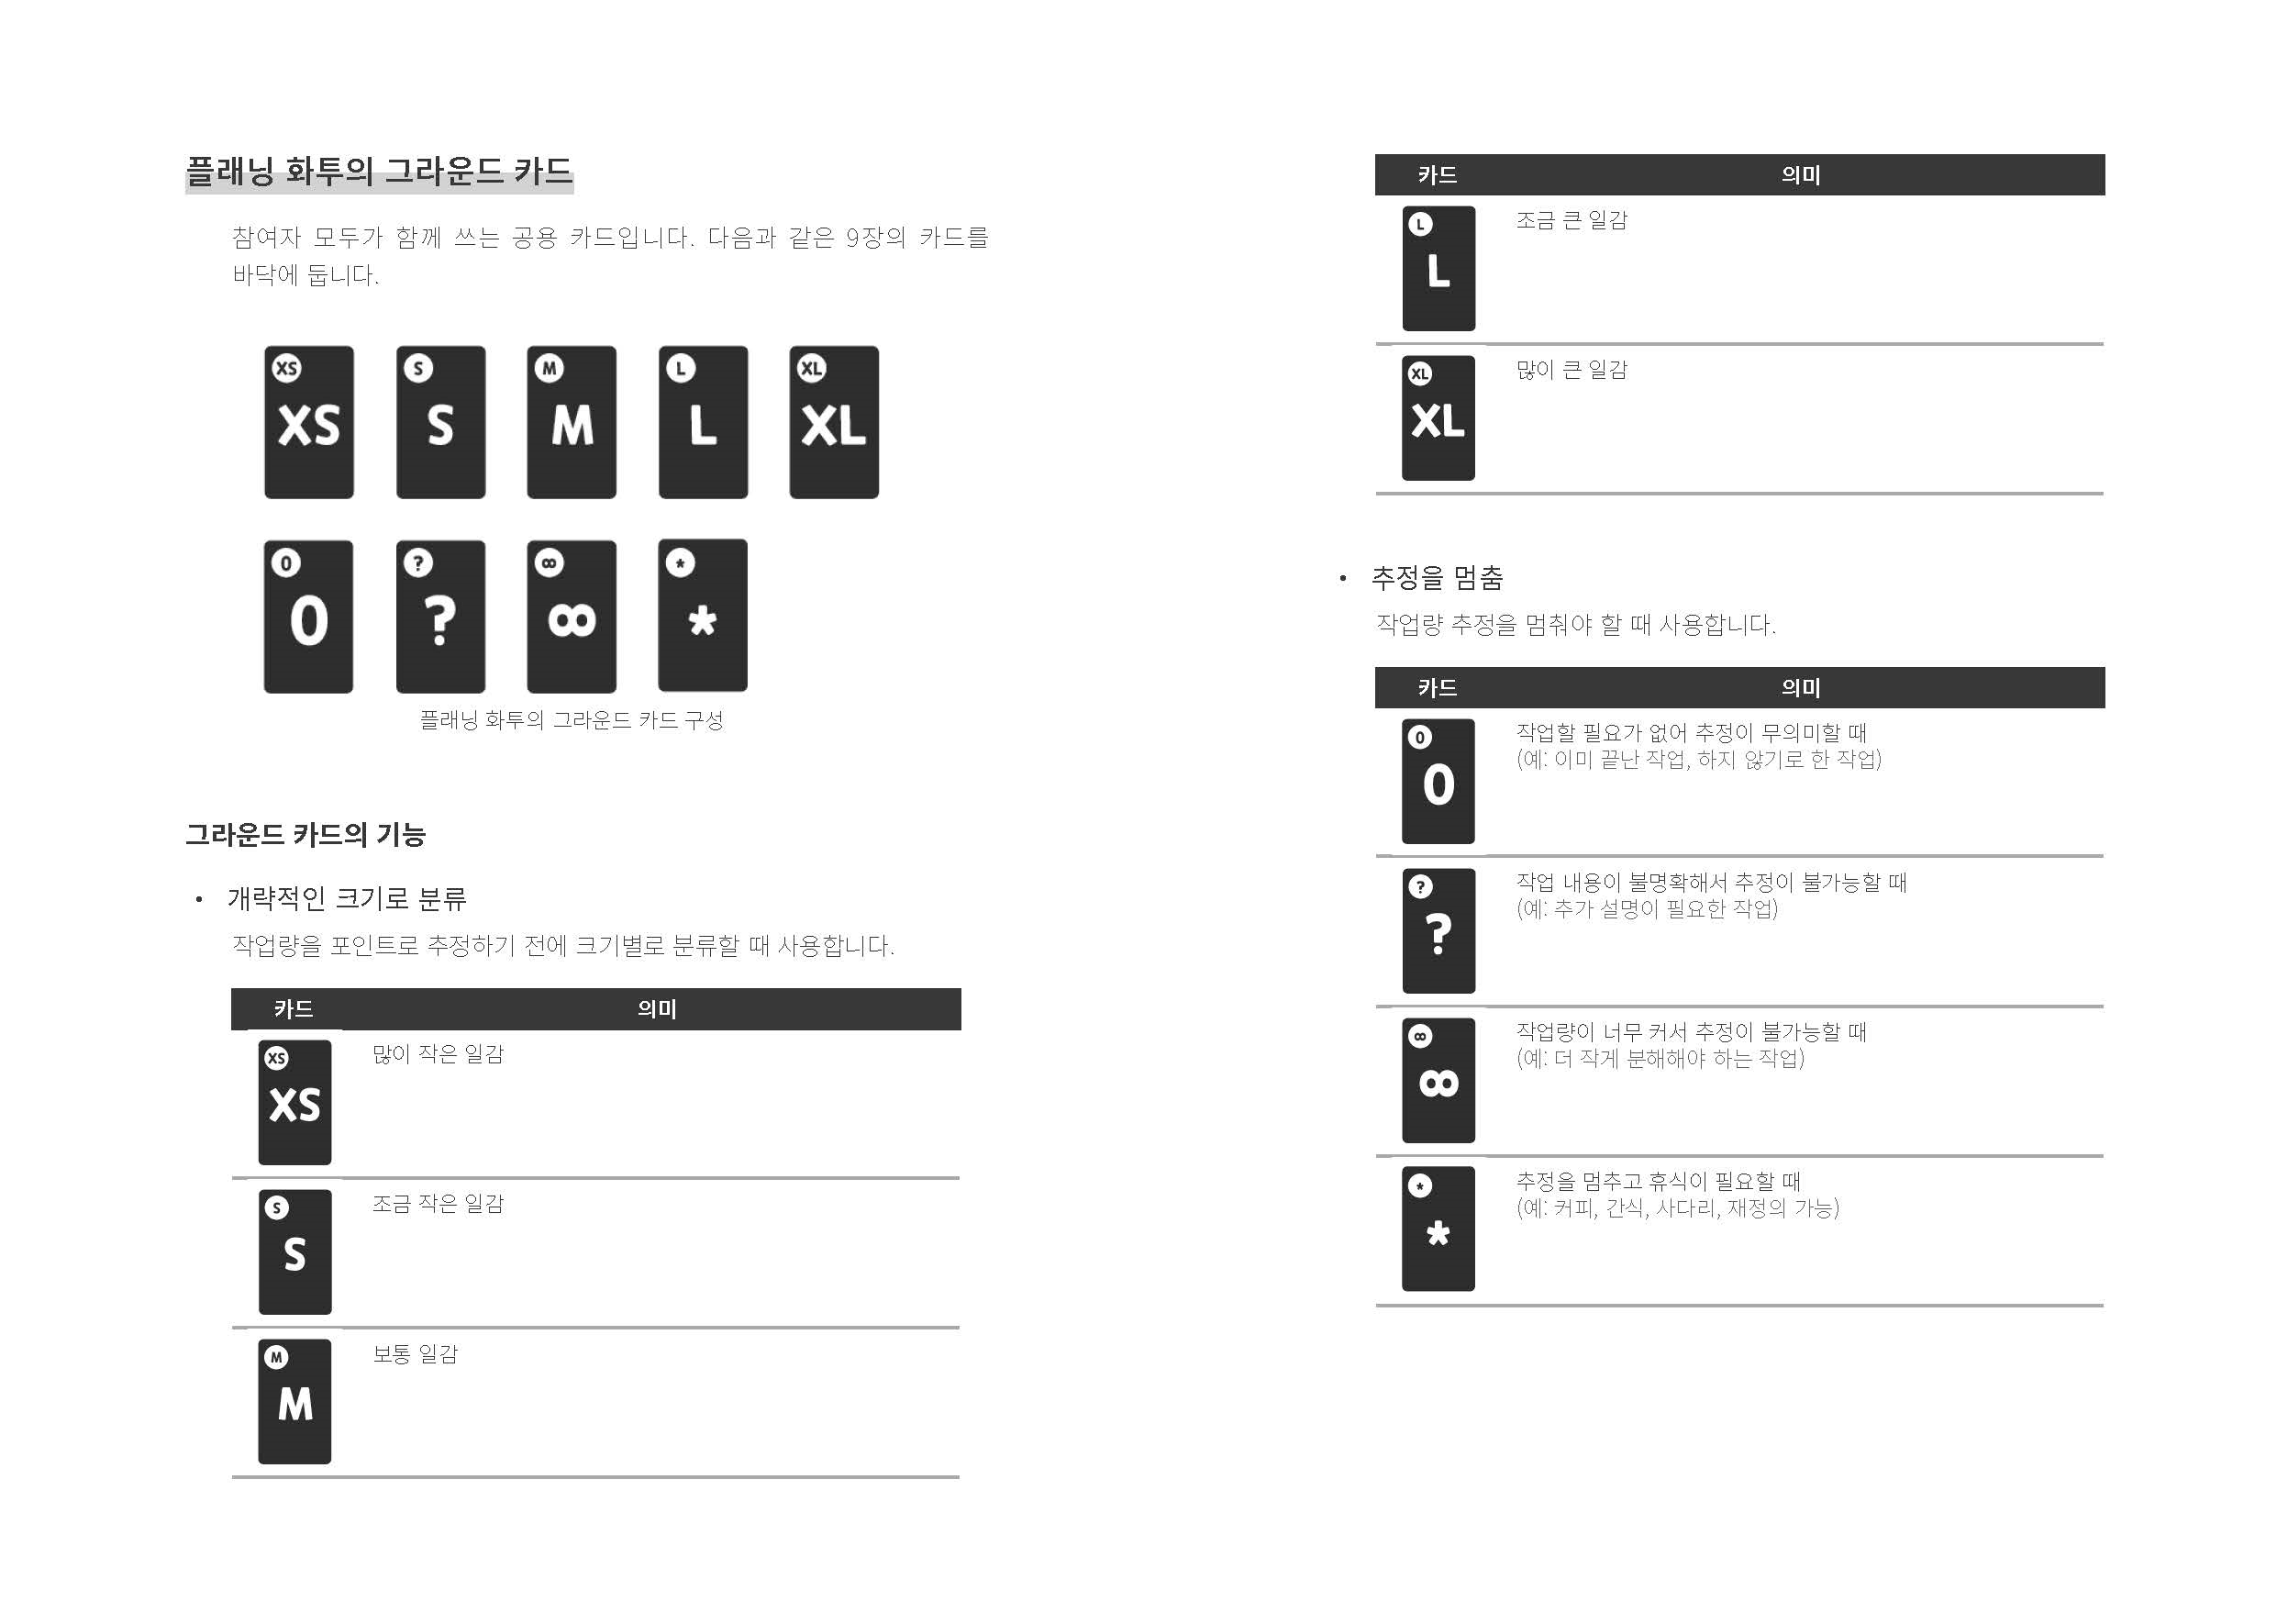 플래닝 화투의 그라운드 카드
참여자 모두가 함께 쓰는 공용 카드입니다. 다음과 같은 9장의 카드를
바닥에 둡니다.
XS S M L XL
XS S M L XL
0 ? ∞ *
0 ? ∞ *
플래닝 화투의 그라운드 카드 구성
그라운드 카드의 기능
• 개략적인 크기로 분류
작업량을 포인트로 추정하기 전에 크기별로 분류할 때 사용합니다.
카드 의미
XS 많이 작은 일감
XS
S 조금 작은 일감
S
M 보통 일감
M
카드 의미
L 조금 큰 일감
L
XL 많이 큰 일감
XL
• 추정을 멈춤
작업량 추정을 멈춰야 할 때 사용합니다.
카드 의미
0 작업할 필요가 없어 추정이 무의미할 때
(예: 이미 끝난 작업, 하지 않기로 한 작업)
0
? 작업 내용이 불명확해서 추정이 불가능할 때
(예: 추가 설명이 필요한 작업)
?
∞ 작업량이 너무 커서 추정이 불가능할 때
(예: 더 작게 분해해야 하는 작업)
∞
* 추정을 멈추고 휴식이 필요할 때
(예: 커피, 간식, 사다리, 재정의 가능)
*